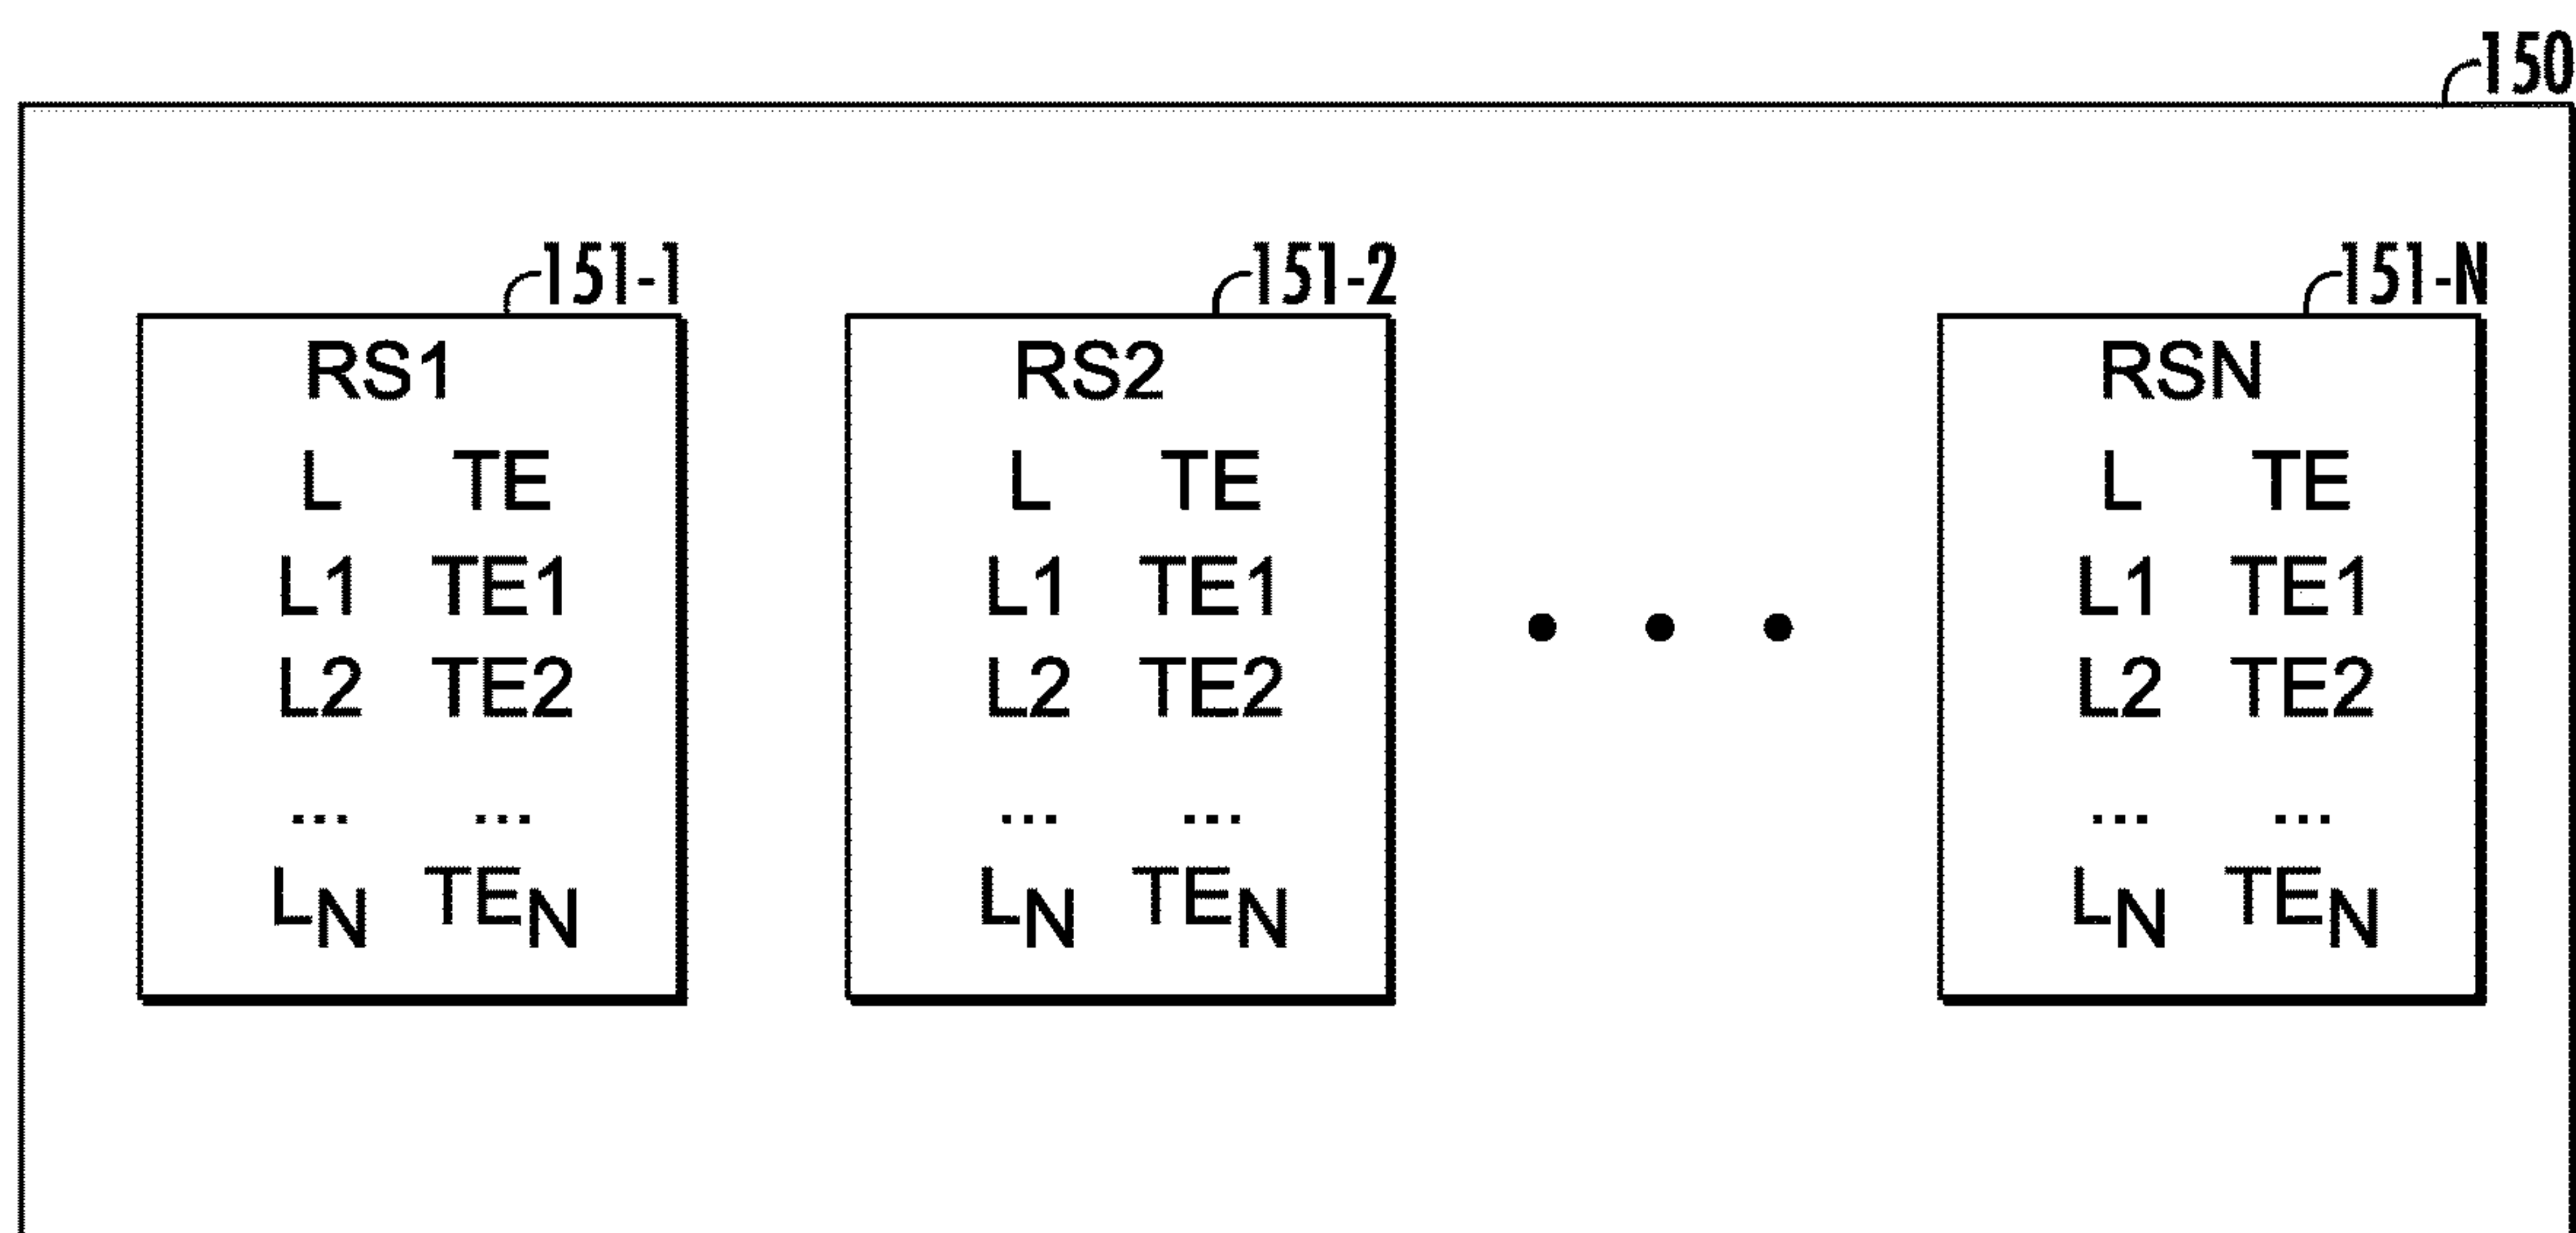 150
151-1 151-2 151-N
RS1 RS2 RSN
L TE L TE L TE
L1 TE1 L1 TE1 L1 TE1
L2 TE2 L2 TE2 L2 TE2
... ... ... ... ... ...
LN TEN LN TEN LN TEN